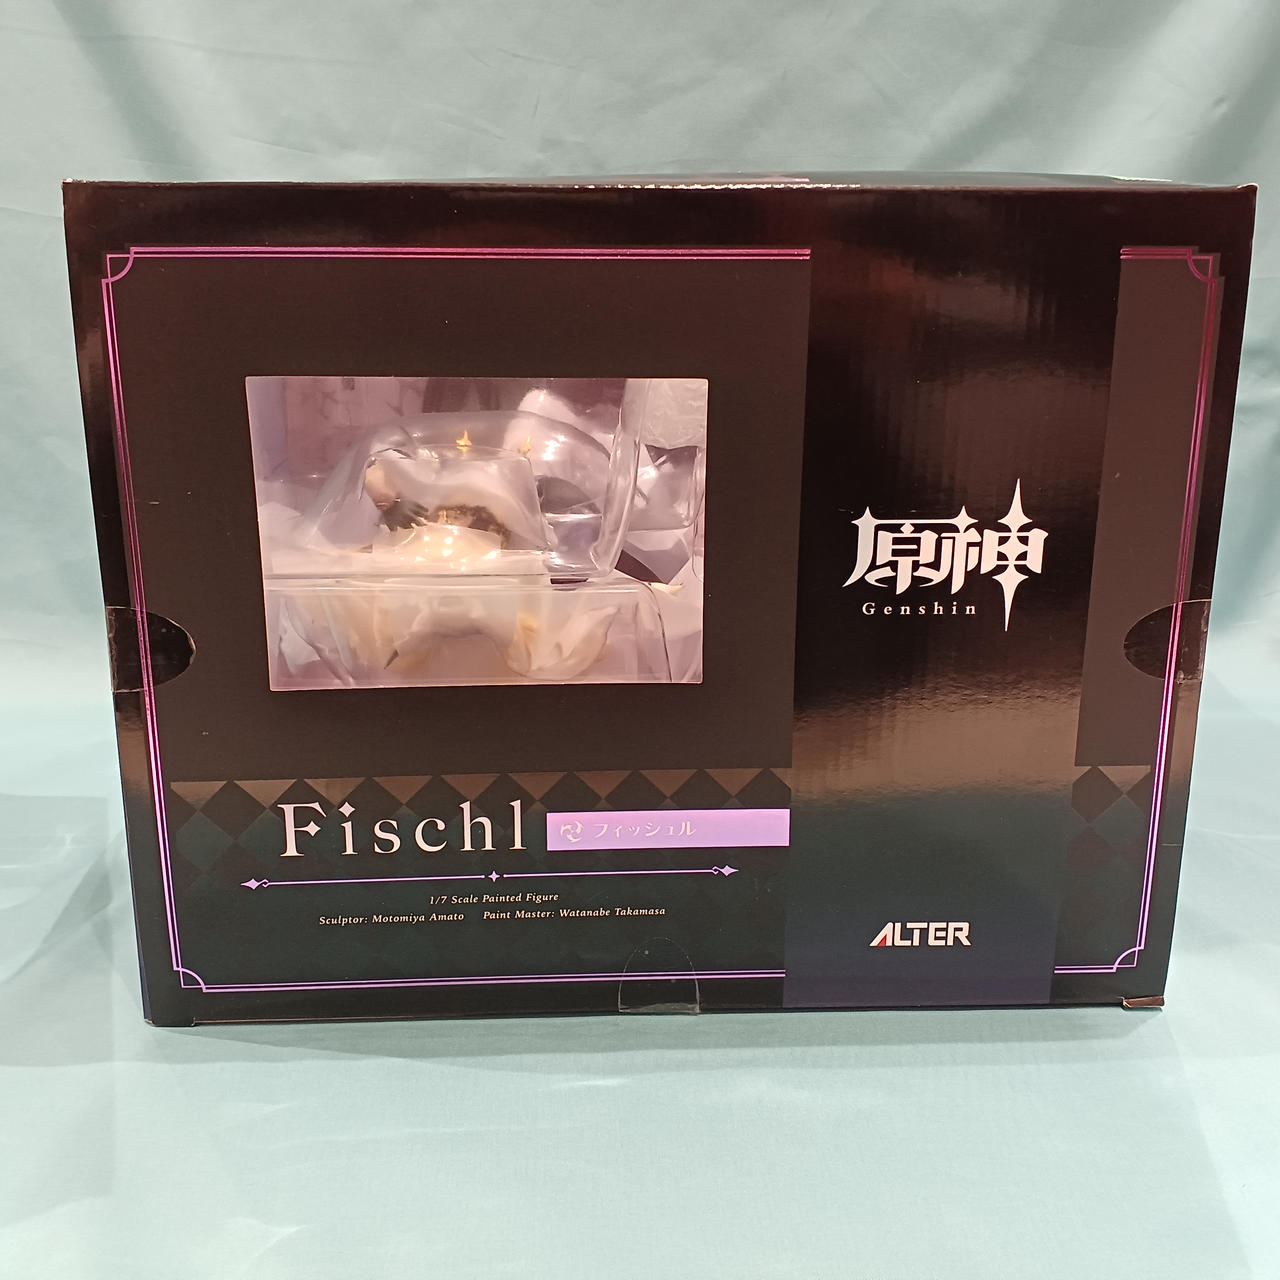 原神
Genshin
Fischl
フィッシュル
1/7 Scale Painted Figure
Sculptor: Motomiya Amato Paint Master: Watanabe Takamasa
ALTER